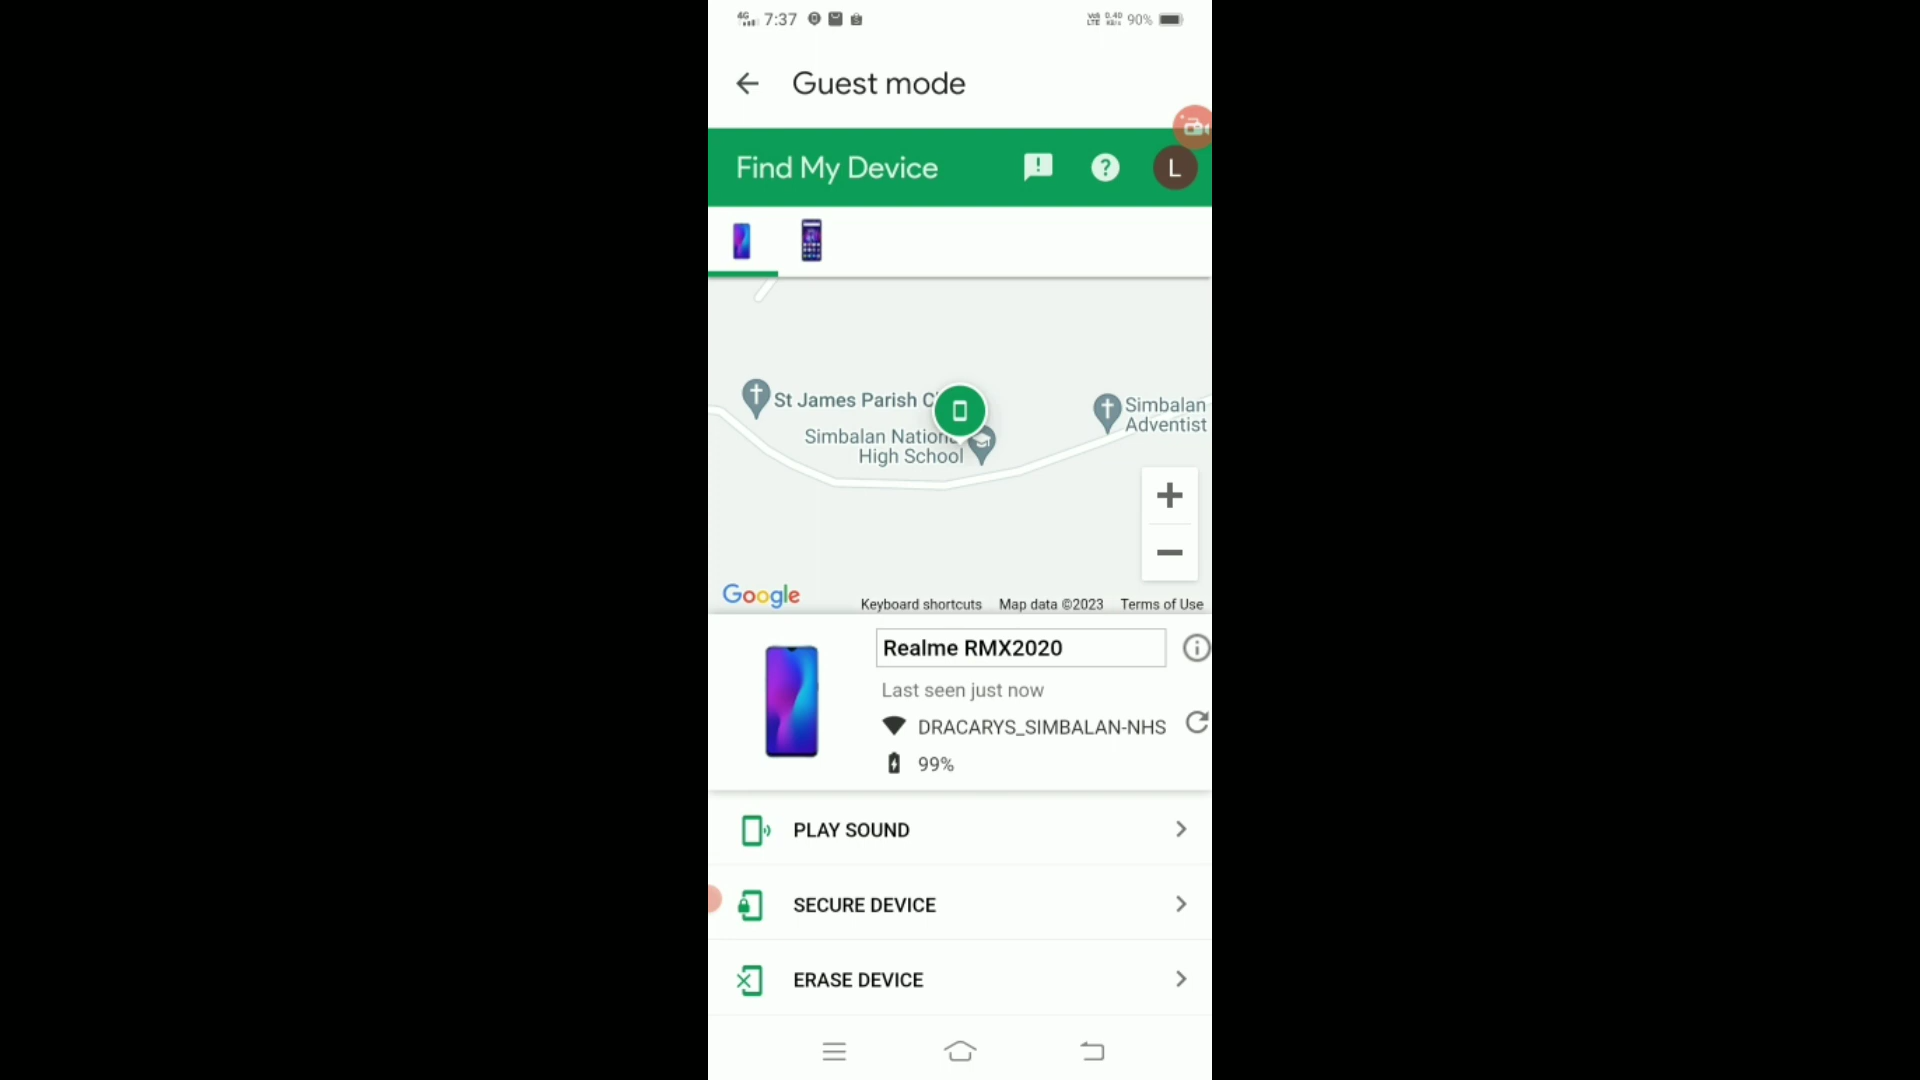 4G 7:37 90%
Guest mode
Find My Device
L
St James Parish C
Simbalan
Adventist
Simbalan Nationa
High School
Google
Keyboard shortcuts Map data ©2023 Terms of Use
Realme RMX2020
Last seen just now
DRACARYS_SIMBALAN-NHS
99%
PLAY SOUND
SECURE DEVICE
ERASE DEVICE